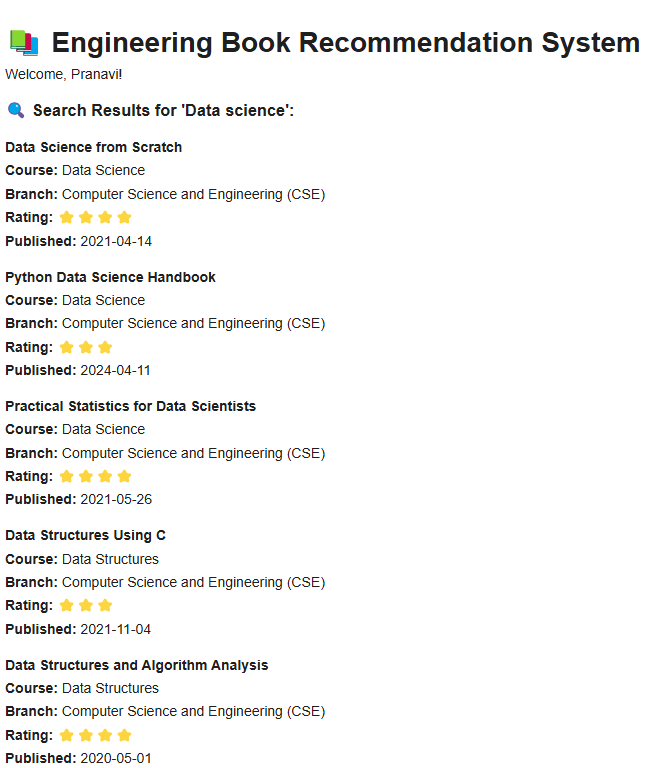 Engineering Book Recommendation System
Welcome, Pranavi!
Search Results for 'Data science':
Data Science from Scratch
Course: Data Science
Branch: Computer Science and Engineering (CSE)
Rating:
Published: 2021-04-14
Python Data Science Handbook
Course: Data Science
Branch: Computer Science and Engineering (CSE)
Rating:
Published: 2024-04-11
Practical Statistics for Data Scientists
Course: Data Science
Branch: Computer Science and Engineering (CSE)
Rating:
Published: 2021-05-26
Data Structures Using C
Course: Data Structures
Branch: Computer Science and Engineering (CSE)
Rating:
Published: 2021-11-04
Data Structures and Algorithm Analysis
Course: Data Structures
Branch: Computer Science and Engineering (CSE)
Rating:
Published: 2020-05-01